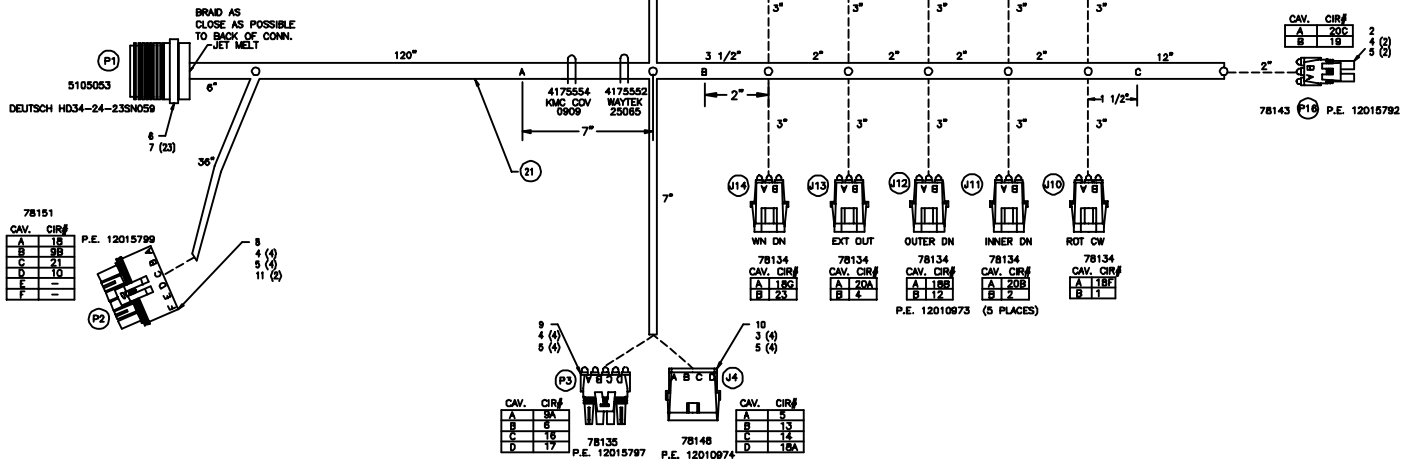 BRAID AS
CLOSE AS POSSIBLE
TO BACK OF CONN.
JET MELT
P1
5105053
DEUTSCH HD34-24-23SN059
6
7 (23)
6"
120"
36"
A
4175554
KMC COV
0909
4175552
WAYTEK
25065
7"
21
7"
3 1/2"
B
2"
2"
2"
2"
2"
3"
3"
3"
3"
3"
C
12"
1 1/2"
2"
CAV. CIR#
A 20C
B 19
2
4 (2)
5 (2)
A B
78143 P16 P.E. 12015792
3"
3"
3"
3"
3"
78151
CAV. CIR#
A 18
B 9B
C 21
D 10
E –
F –
P.E. 12015799
A B C D E F
P2
8
4 (4)
5 (4)
11 (2)
J14
A B
WN DN
78134
CAV. CIR#
A 18G
B 23
J13
A B
EXT OUT
78134
CAV. CIR#
A 20A
B 4
J12
A B
OUTER DN
78134
CAV. CIR#
A 18B
B 12
J11
A B
INNER DN
78134
CAV. CIR#
A 20B
B 2
J10
A B
ROT CW
78134
CAV. CIR#
A 18F
B 1
P.E. 12010973 (5 PLACES)
9
4 (4)
5 (4)
P3
A B C D
CAV. CIR#
A 9A
B 6
C 16
D 17
78135
P.E. 12015797
10
3 (4)
5 (4)
A B C D
J4
78148
P.E. 12010974
CAV. CIR#
A 5
B 13
C 14
D 18A